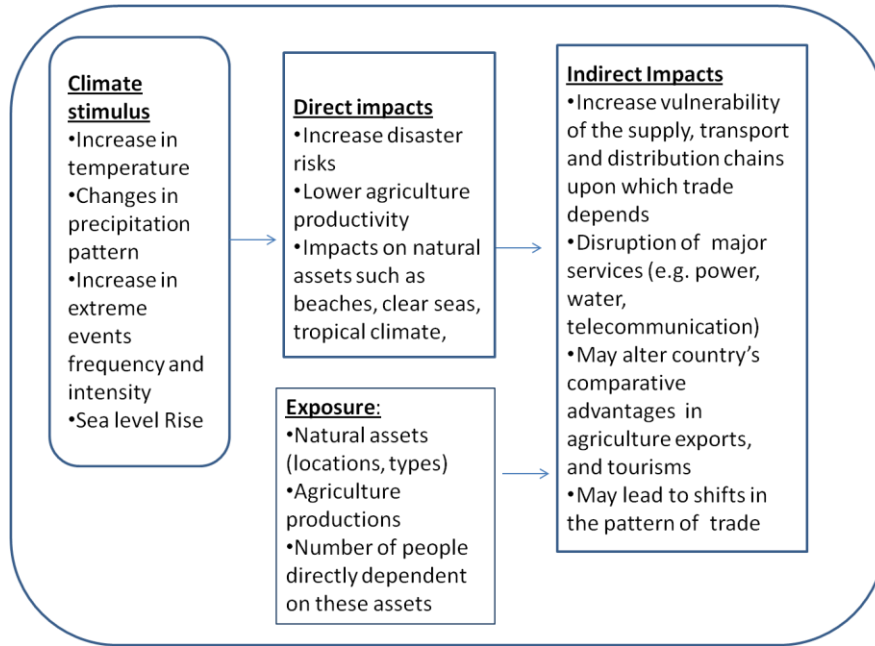 Climate
stimulus
•Increase in
temperature
•Changes in
precipitation
pattern
•Increase in
extreme
events
frequency and
intensity
•Sea level Rise
Direct impacts
•Increase disaster
risks
•Lower agriculture
productivity
•Impacts on natural
assets such as
beaches, clear seas,
tropical climate,
Exposure:
•Natural assets
(locations, types)
•Agriculture
productions
•Number of people
directly dependent
on these assets
Indirect Impacts
•Increase vulnerability
of the supply, transport
and distribution chains
upon which trade
depends
•Disruption of major
services (e.g. power,
water,
telecommunication)
•May alter country’s
comparative
advantages in
agriculture exports,
and tourisms
•May lead to shifts in
the pattern of trade